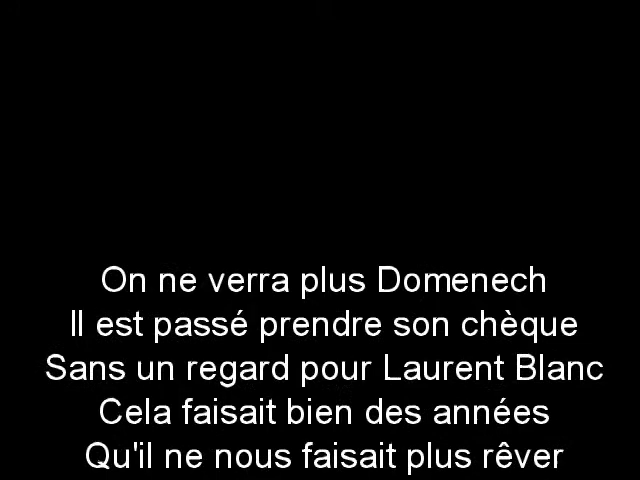 On ne verra plus Domenech
Il est passé prendre son chèque
Sans un regard pour Laurent Blanc
Cela faisait bien des années
Qu'il ne nous faisait plus rêver